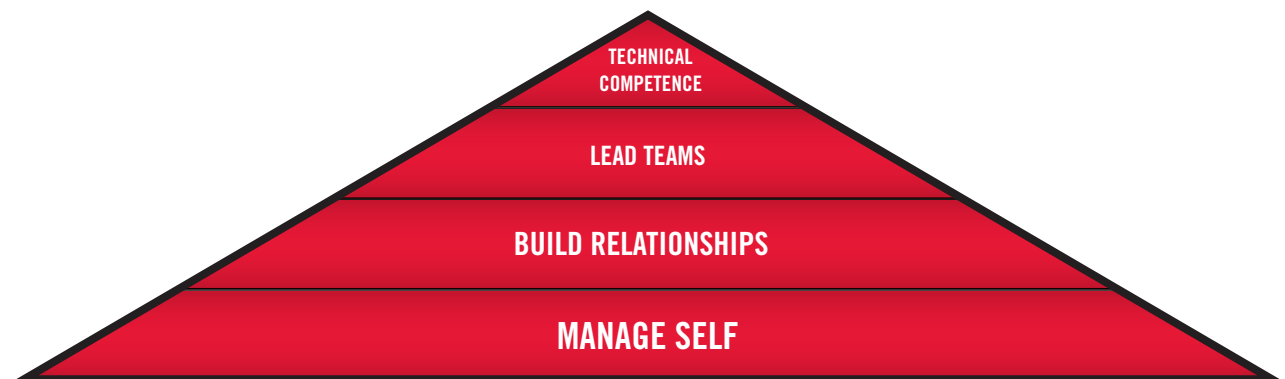 TECHNICAL
COMPETENCE
LEAD TEAMS
BUILD RELATIONSHIPS
MANAGE SELF